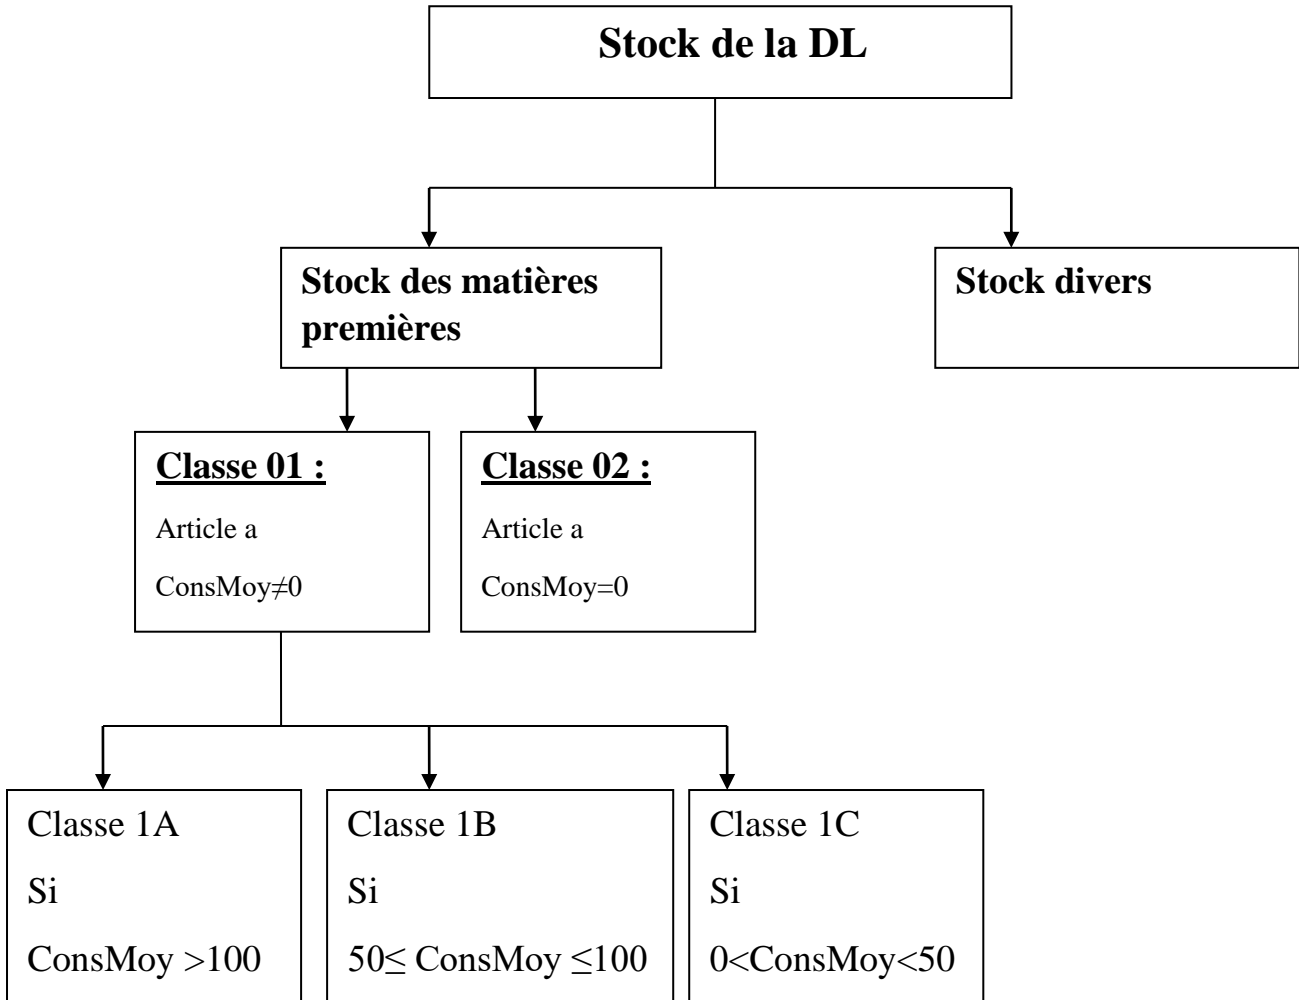 Stock de la DL
Stock des matières
premières
Stock divers
Classe 01 :
Article a
ConsMoy≠0
Classe 02 :
Article a
ConsMoy=0
Classe 1A
Si
ConsMoy >100
Classe 1B
Si
50≤ ConsMoy ≤100
Classe 1C
Si
0<ConsMoy<50